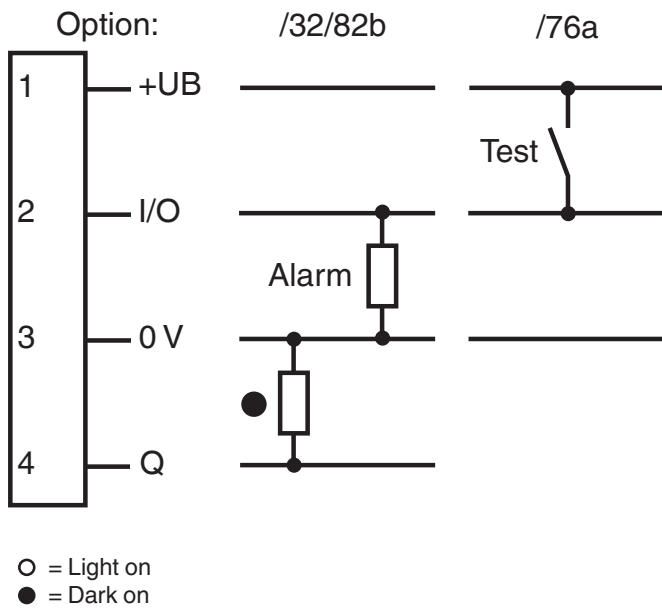 Option: /32/82b /76a
1 +UB
Test
2 I/O
Alarm
3 0 V
4 Q
= Light on
= Dark on